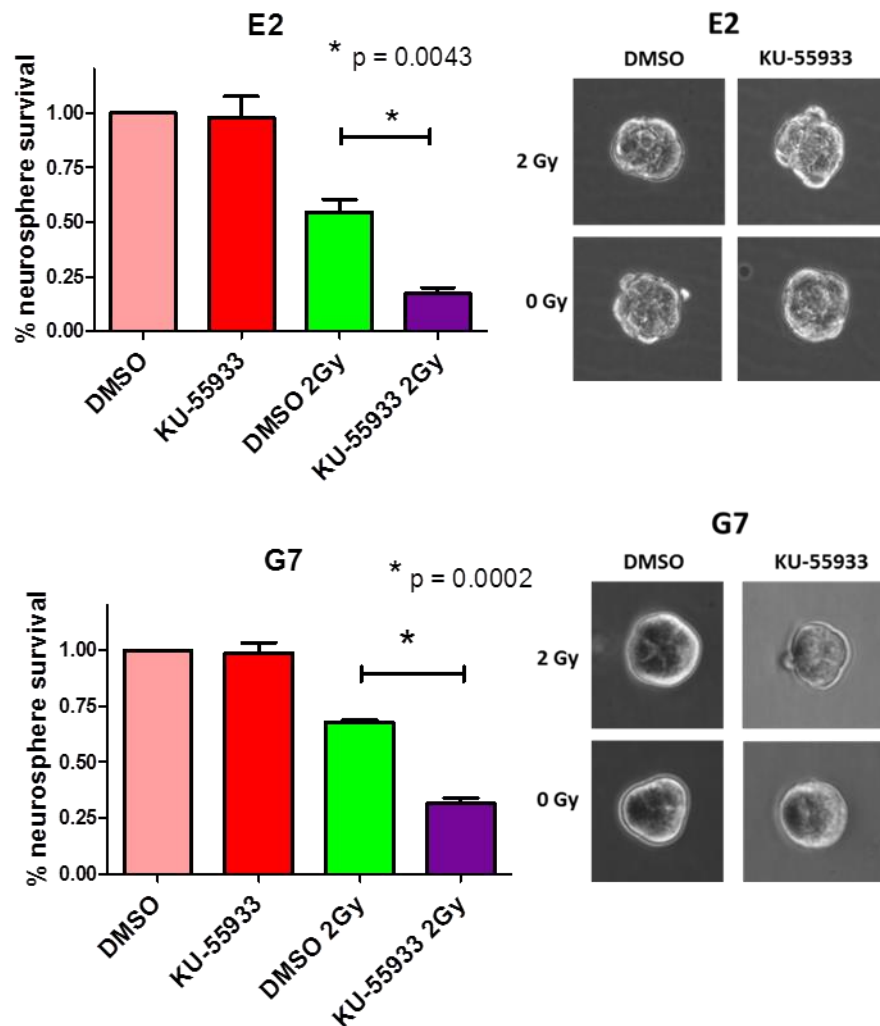 E2
* p = 0.0043
*
% neurosphere survival
1.00
0.75
0.50
0.25
0.00
DMSO
KU-55933
DMSO 2Gy
KU-55933 2Gy
E2
DMSO KU-55933
2 Gy
0 Gy
G7
* p = 0.0002
*
% neurosphere survival
1.00
0.75
0.50
0.25
0.00
DMSO
KU-55933
DMSO 2Gy
KU-55933 2Gy
G7
DMSO KU-55933
2 Gy
0 Gy